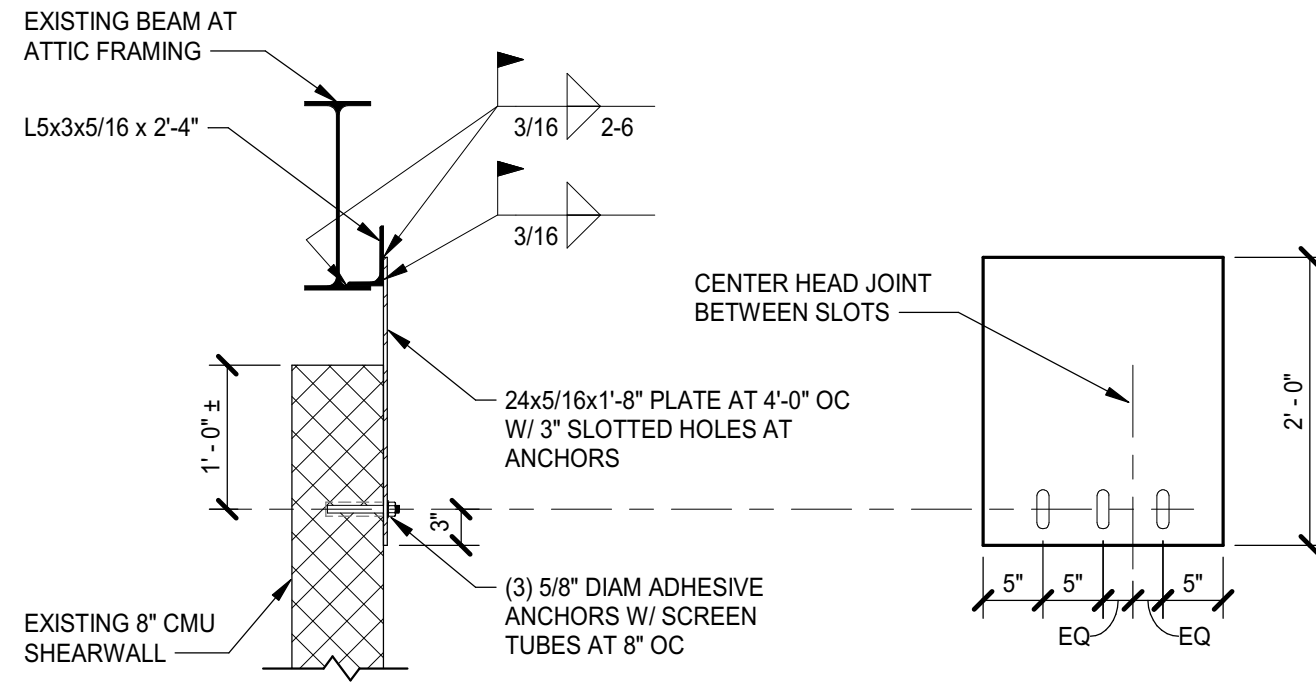 EXISTING BEAM AT
ATTIC FRAMING
L5x3x5/16 x 2'-4"
3/16
2-6
3/16
1' - 0" ±
3"
24x5/16x1'-8" PLATE AT 4'-0" OC
W/ 3" SLOTTED HOLES AT
ANCHORS
(3) 5/8" DIAM ADHESIVE
ANCHORS W/ SCREEN
TUBES AT 8" OC
EXISTING 8" CMU
SHEARWALL
CENTER HEAD JOINT
BETWEEN SLOTS
2' - 0"
5"
5"
5"
EQ
EQ